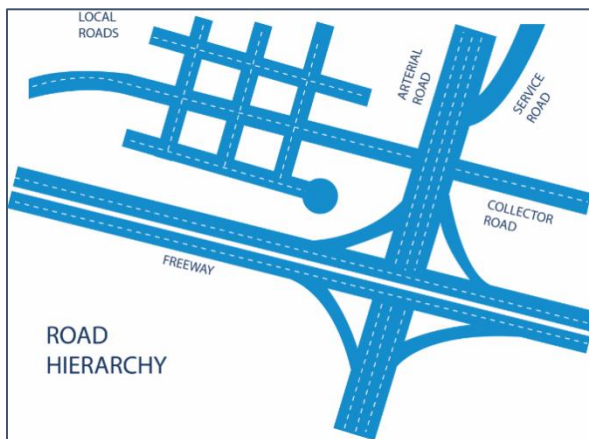 LOCAL
ROADS
ARTERIAL
ROAD
SERVICE
ROAD
COLLECTOR
ROAD
FREEWAY
ROAD
HIERARCHY